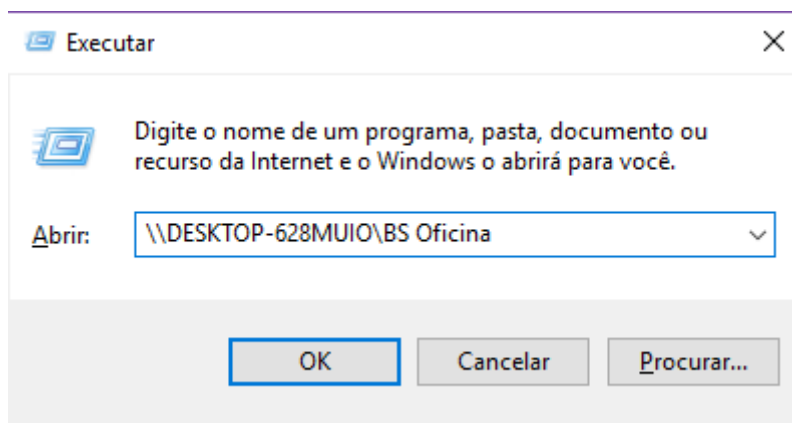 Executar
Digite o nome de um programa, pasta, documento ou
recurso da Internet e o Windows o abrirá para você.
Abrir:
\\DESKTOP-628MUIO\BS Oficina
OK
Cancelar
Procurar...